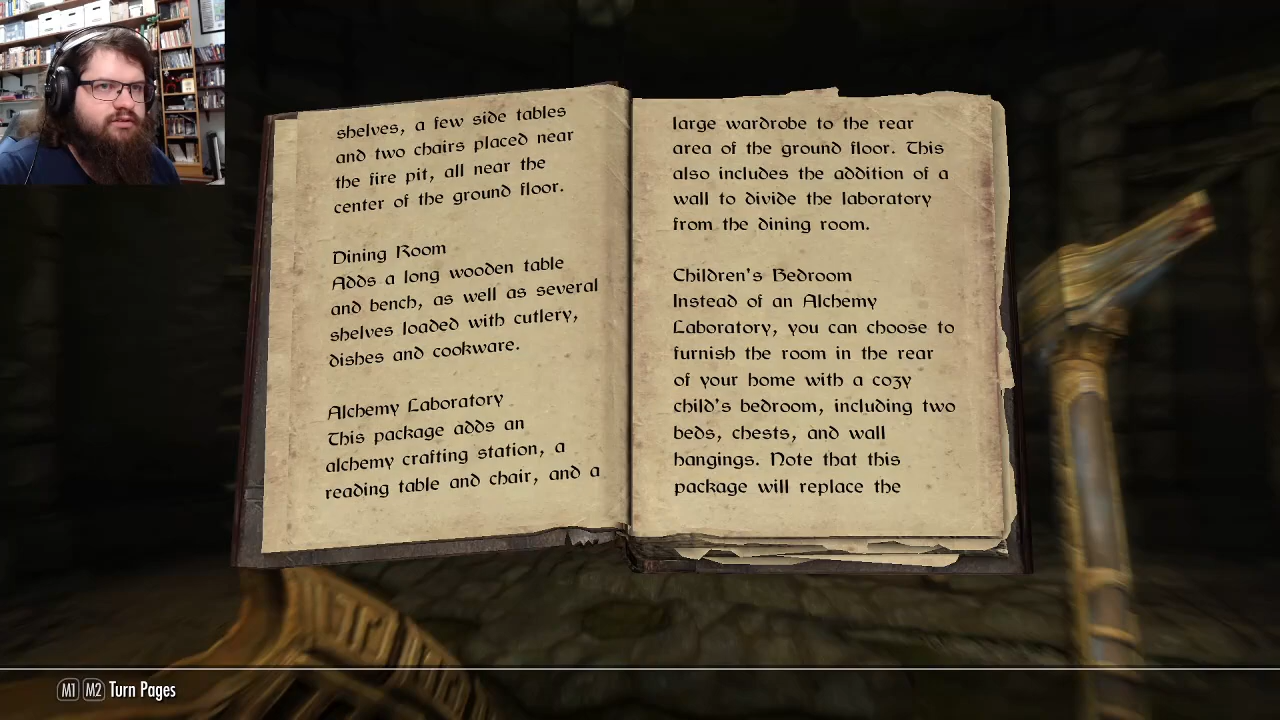 shelves, a few side tables
and two chairs placed near
the fire pit, all near the
center of the ground floor.
Dining Room
Adds a long wooden table
and bench, as well as several
shelves loaded with cutlery,
dishes and cookware.
Alchemy Laboratory
This package adds an
alchemy crafting station, a
reading table and chair, and a
large wardrobe to the rear
area of the ground floor. This
also includes the addition of a
wall to divide the laboratory
from the dining room.
Children's Bedroom
Instead of an Alchemy
Laboratory, you can choose to
furnish the room in the rear
of your home with a cozy
child's bedroom, including two
beds, chests, and wall
hangings. Note that this
package will replace the
M1 M2 Turn Pages